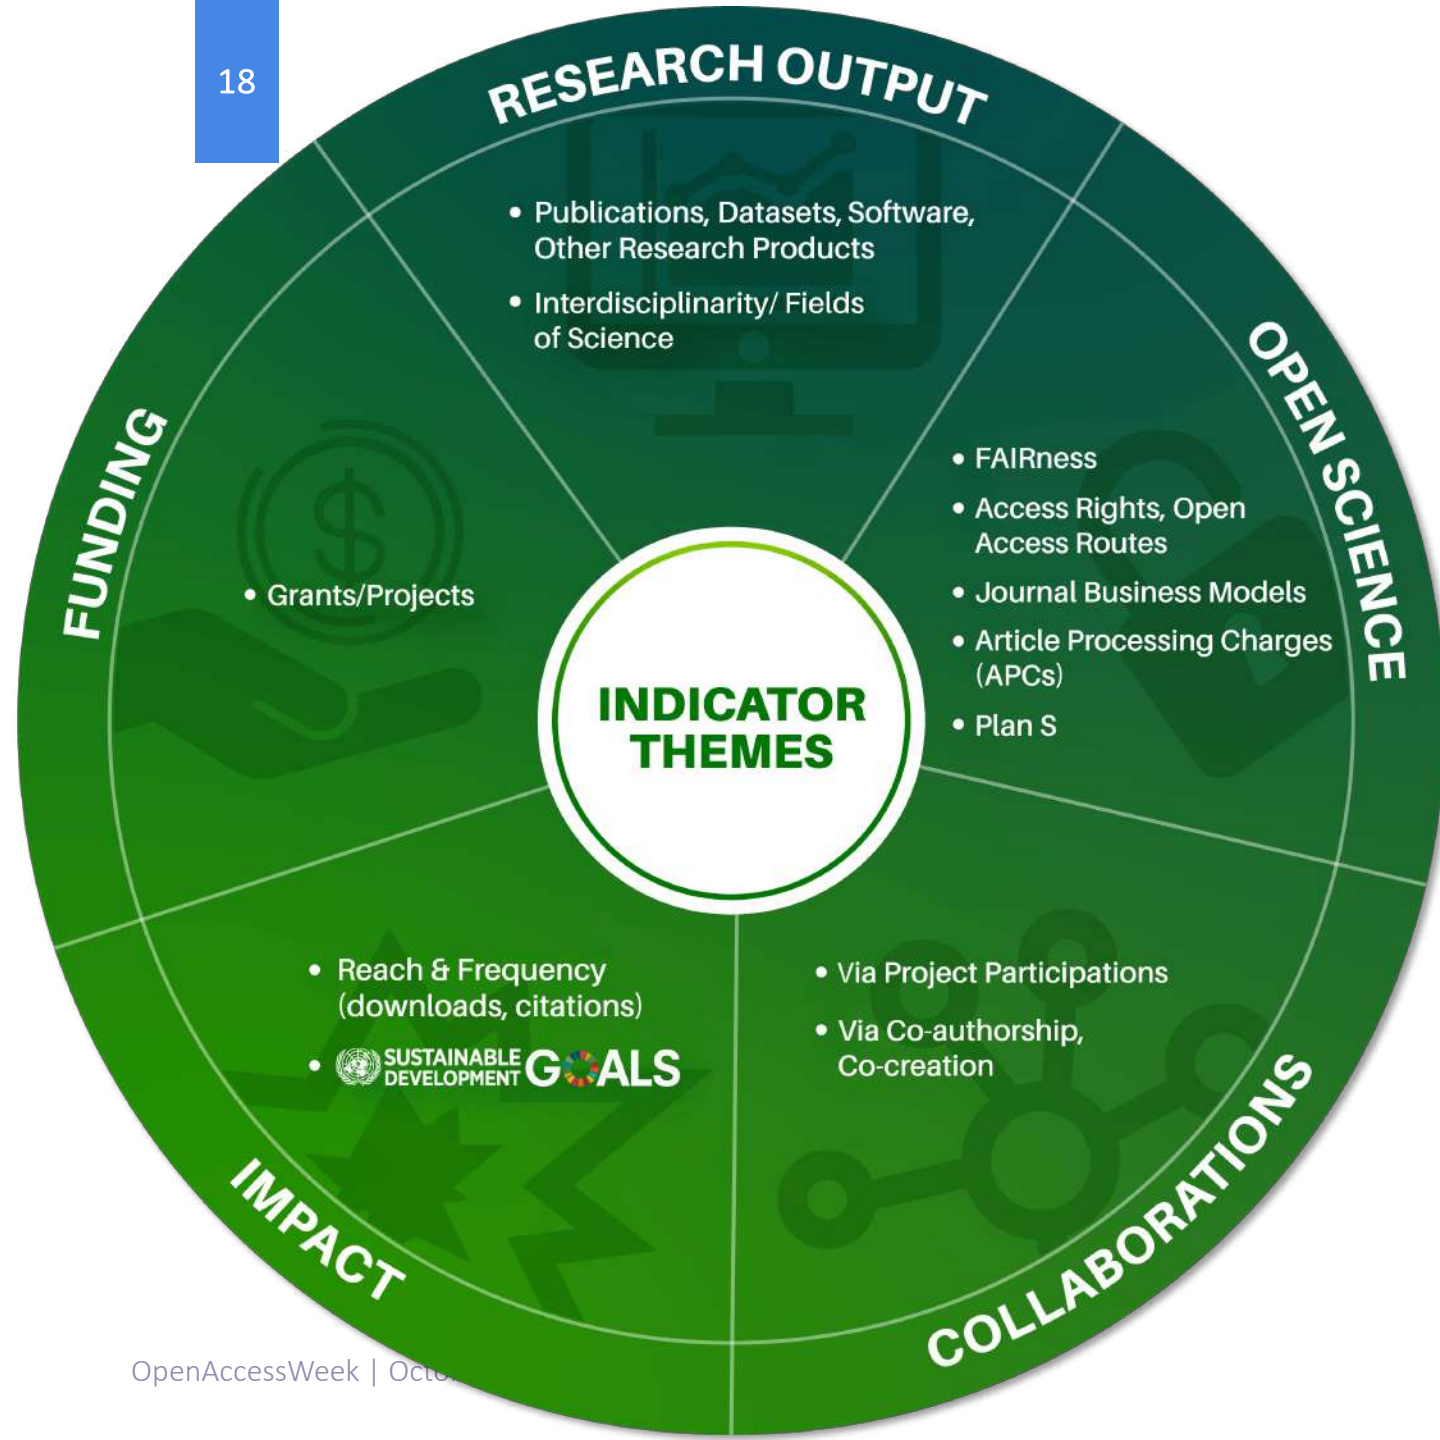 18
RESEARCH OUTPUT
• Publications, Datasets, Software,
Other Research Products
• Interdisciplinarity/ Fields
of Science
OPEN SCIENCE
• FAIRness
• Access Rights, Open
Access Routes
• Journal Business Models
• Article Processing Charges
(APCs)
• Plan S
FUNDING
• Grants/Projects
INDICATOR
THEMES
IMPACT
• Reach & Frequency
(downloads, citations)
• SUSTAINABLE
DEVELOPMENT GOALS
COLLABORATIONS
• Via Project Participations
• Via Co-authorship,
Co-creation
OpenAccessWeek |